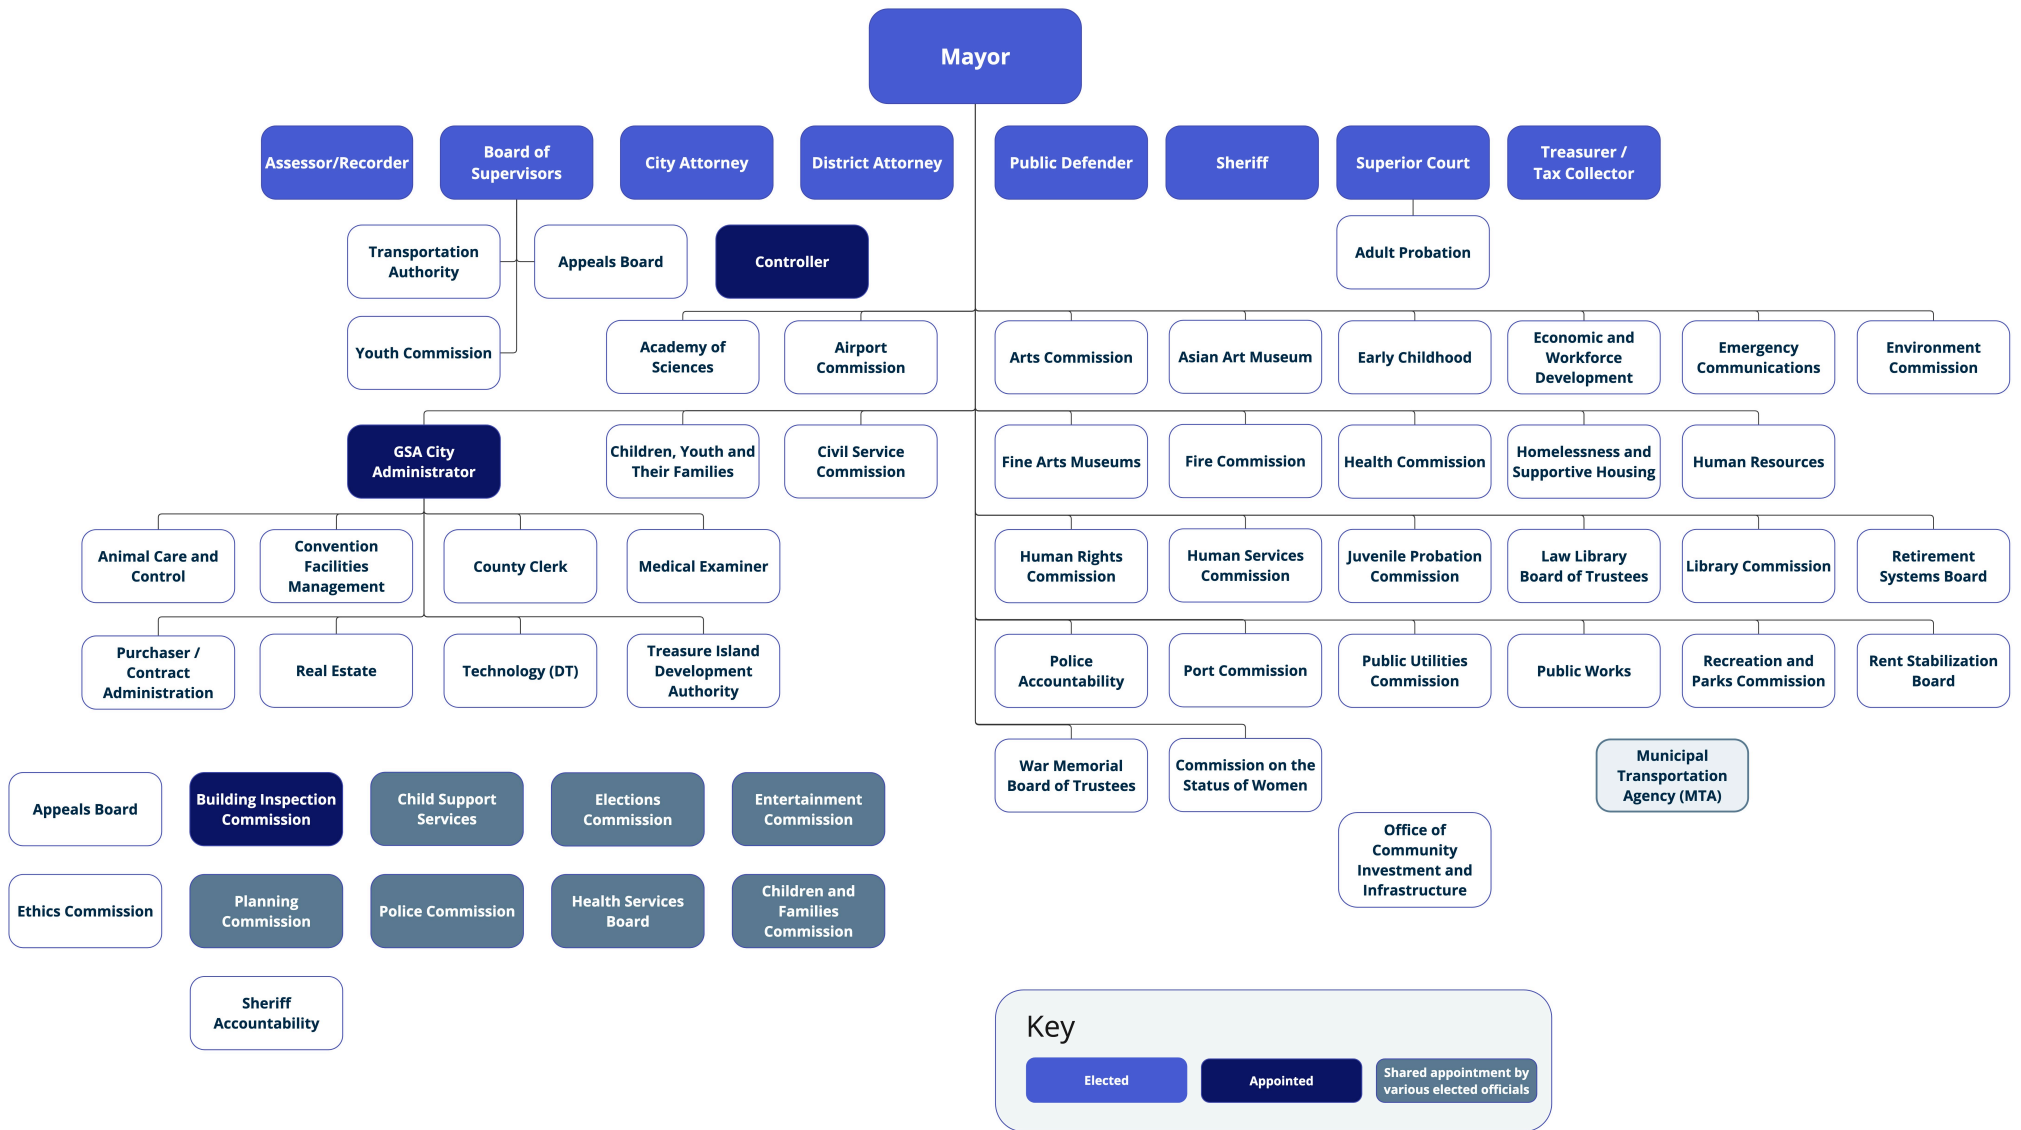 Mayor
Assessor/Recorder
Board of
Supervisors
City Attorney
District Attorney
Public Defender
Sheriff
Superior Court
Treasurer /
Tax Collector
Transportation
Authority
Appeals Board
Controller
Adult Probation
Youth Commission
Academy of
Sciences
Airport
Commission
Arts Commission
Asian Art Museum
Early Childhood
Economic and
Workforce
Development
Emergency
Communications
Environment
Commission
GSA City
Administrator
Children, Youth and
Their Families
Civil Service
Commission
Fine Arts Museums
Fire Commission
Health Commission
Homelessness and
Supportive Housing
Human Resources
Animal Care and
Control
Convention
Facilities
Management
County Clerk
Medical Examiner
Human Rights
Commission
Human Services
Commission
Juvenile Probation
Commission
Law Library
Board of Trustees
Library Commission
Retirement
Systems Board
Purchaser /
Contract
Administration
Real Estate
Technology (DT)
Treasure Island
Development
Authority
Police
Accountability
Port Commission
Public Utilities
Commission
Public Works
Recreation and
Parks Commission
Rent Stabilization
Board
War Memorial
Board of Trustees
Commission on the
Status of Women
Municipal
Transportation
Agency (MTA)
Appeals Board
Building Inspection
Commission
Child Support
Services
Elections
Commission
Entertainment
Commission
Office of
Community
Investment and
Infrastructure
Ethics Commission
Planning
Commission
Police Commission
Health Services
Board
Children and
Families
Commission
Sheriff
Accountability
Key
Elected
Appointed
Shared appointment by
various elected officials